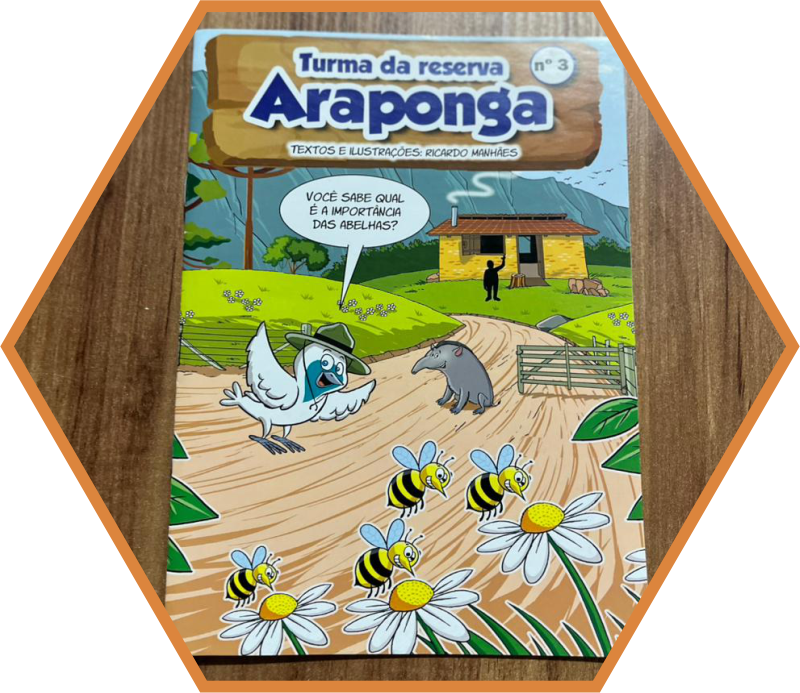 Turma da reserva
nº 3
Araponga
TEXTOS E ILUSTRAÇÕES: RICARDO MANHÃES
VOCÊ SABE QUAL
É A IMPORTÂNCIA
DAS ABELHAS?